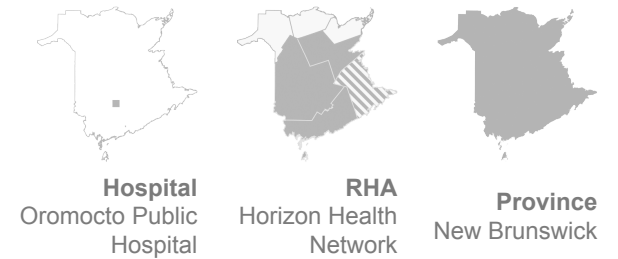 Hospital
Oromocto Public
Hospital
RHA
Horizon Health
Network
Province
New Brunswick